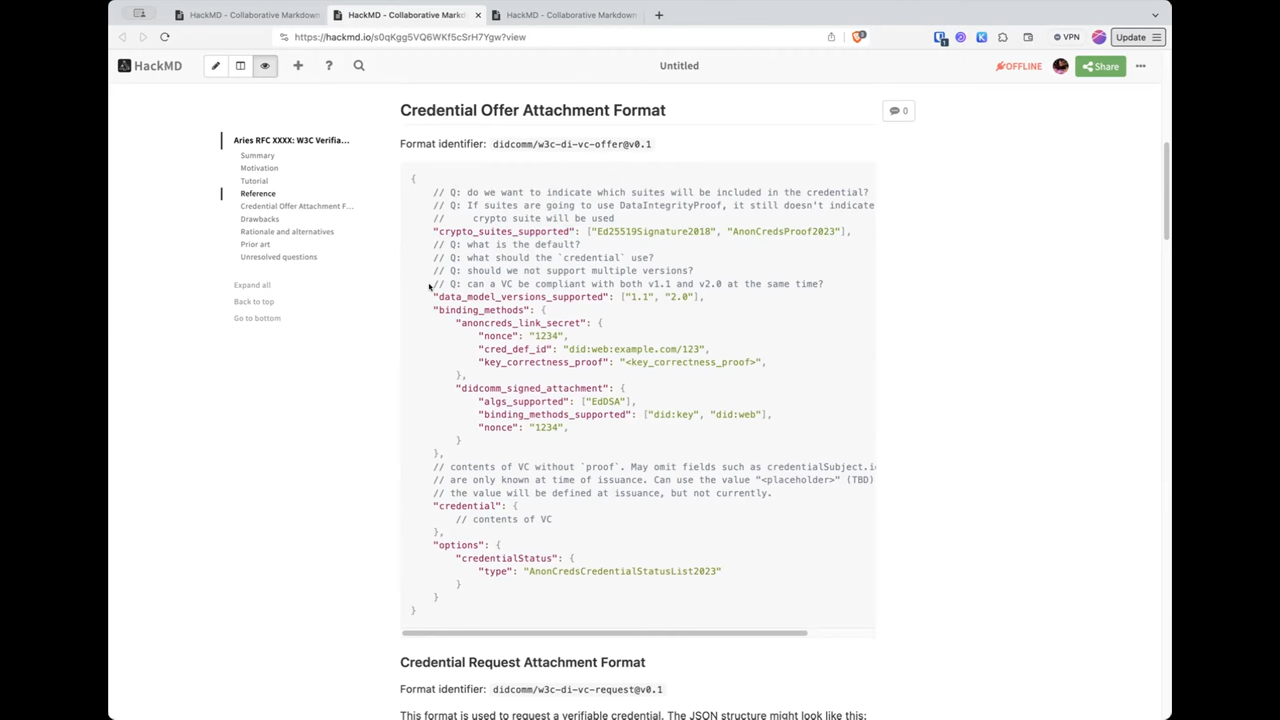 HackMD - Collaborative Markdown
HackMD - Collaborative Markd
HackMD - Collaborative Markdown
https://hackmd.io/s0qKgg5VQ6WKf5cSrH7Ygw?view
VPN
Update
HackMD
Untitled
OFFLINE
Share
Aries RFC XXXX: W3C Verifia...
Summary
Motivation
Tutorial
Reference
Credential Offer Attachment F...
Drawbacks
Rationale and alternatives
Prior art
Unresolved questions
Expand all
Back to top
Go to bottom
Credential Offer Attachment Format
0
Format identifier: didcomm/w3c-di-vc-offer@v0.1
{
// Q: do we want to indicate which suites will be included in the credential?
// Q: If suites are going to use DataIntegrityProof, it still doesn't indicate
// crypto suite will be used
"crypto_suites_supported": ["Ed25519Signature2018", "AnonCredsProof2023"],
// Q: what is the default?
// Q: what should the `credential` use?
// Q: should we not support multiple versions?
// Q: can a VC be compliant with both v1.1 and v2.0 at the same time?
"data_model_versions_supported": ["1.1", "2.0"],
"binding_methods": {
"anoncreds_link_secret": {
"nonce": "1234",
"cred_def_id": "did:web:example.com/123",
"key_correctness_proof": "<key_correctness_proof>",
},
"didcomm_signed_attachment": {
"algs_supported": ["EdDSA"],
"binding_methods_supported": ["did:key", "did:web"],
"nonce": "1234",
}
},
// contents of VC without `proof`. May omit fields such as credentialSubject.i
// are only known at time of issuance. Can use the value "<placeholder>" (TBD)
// the value will be defined at issuance, but not currently.
"credential": {
// contents of VC
},
"options": {
"credentialStatus": {
"type": "AnonCredsCredentialStatusList2023"
}
}
}
Credential Request Attachment Format
Format identifier: didcomm/w3c-di-vc-request@v0.1
This format is used to request a verifiable credential. The JSON structure might look like this: